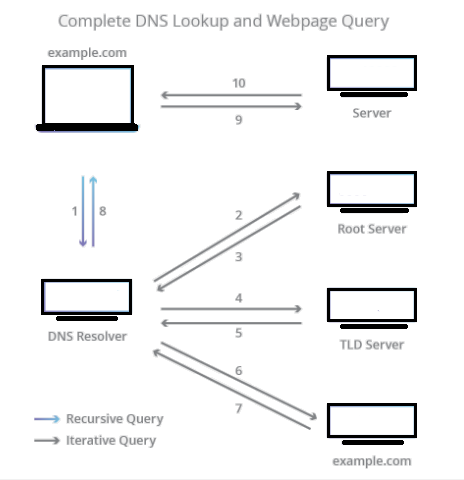 Complete DNS Lookup and Webpage Query
example.com
10
9
Server
1
8
2
3
Root Server
4
5
DNS Resolver
TLD Server
6
7
Recursive Query
Iterative Query
example.com